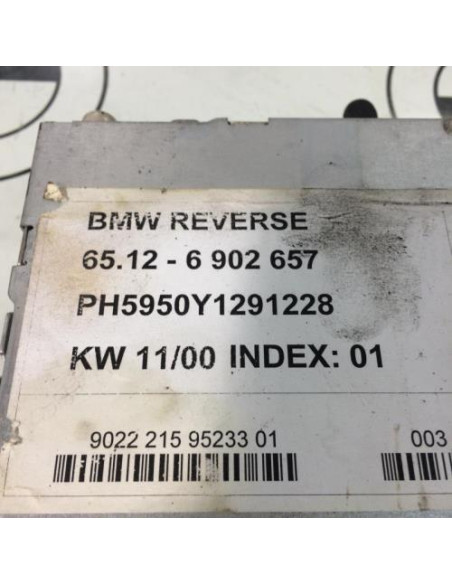 BMW REVERSE
65.12 - 6 902 657
PH5950Y1291228
KW 11/00 INDEX: 01
9022 215 95233 01 003